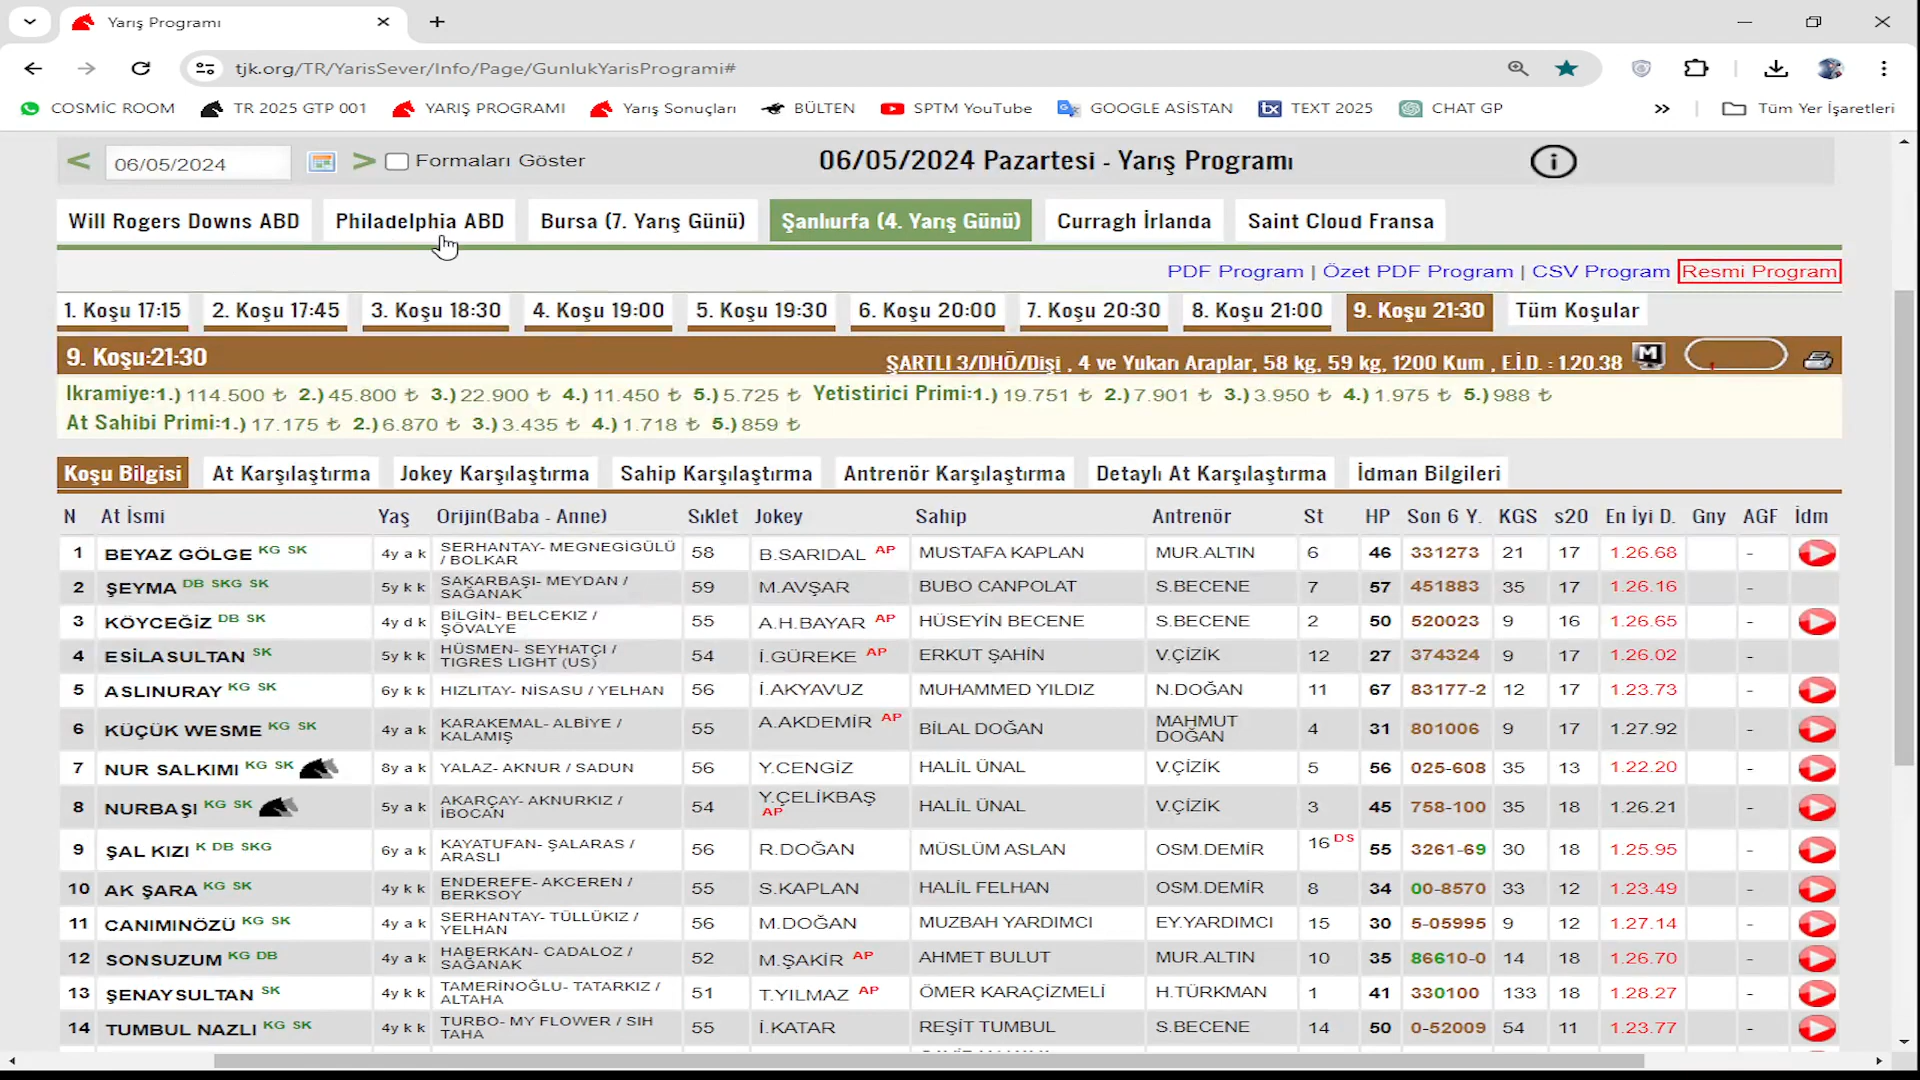 Yarış Programı
tjk.org/TR/YarisSever/Info/Page/GunlukYarisProgrami#
COSMİC ROOM TR 2025 GTP 001 YARIŞ PROGRAMI Yarış Sonuçları BÜLTEN SPTM YouTube GOOGLE ASİSTAN TEXT 2025 CHAT GP » Tüm Yer İşaretleri
< 06/05/2024 > Formaları Göster 06/05/2024 Pazartesi - Yarış Programı
Will Rogers Downs ABD Philadelphia ABD Bursa (7. Yarış Günü) Şanlıurfa (4. Yarış Günü) Curragh İrlanda Saint Cloud Fransa
PDF Program | Özet PDF Program | CSV Program Resmi Program
1. Koşu 17:15 2. Koşu 17:45 3. Koşu 18:30 4. Koşu 19:00 5. Koşu 19:30 6. Koşu 20:00 7. Koşu 20:30 8. Koşu 21:00 9. Koşu 21:30 Tüm Koşular
9. Koşu:21:30 ŞARTLI 3/DHÖ/Dişi , 4 ve Yukarı Araplar, 58 kg, 59 kg, 1200 Kum , E.İ.D. : 1.20.38 M
Ikramiye:1.) 114.500 ₺ 2.) 45.800 ₺ 3.) 22.900 ₺ 4.) 11.450 ₺ 5.) 5.725 ₺ Yetistirici Primi:1.) 19.751 ₺ 2.) 7.901 ₺ 3.) 3.950 ₺ 4.) 1.975 ₺ 5.) 988 ₺
At Sahibi Primi:1.) 17.175 ₺ 2.) 6.870 ₺ 3.) 3.435 ₺ 4.) 1.718 ₺ 5.) 859 ₺
Koşu Bilgisi At Karşılaştırma Jokey Karşılaştırma Sahip Karşılaştırma Antrenör Karşılaştırma Detaylı At Karşılaştırma İdman Bilgileri
N At İsmi Yaş Orijin(Baba - Anne) Sıklet Jokey Sahip Antrenör St HP Son 6 Y. KGS s20 En İyi D. Gny AGF İdm
1 BEYAZ GÖLGE KG SK 4y a k SERHANTAY- MEGNEGİGÜLÜ / BOLKAR 58 B.SARIDAL AP MUSTAFA KAPLAN MUR.ALTIN 6 46 331273 21 17 1.26.68 -
2 ŞEYMA DB SKG SK 5y k k SAKARBAŞI- MEYDAN / SAĞANAK 59 M.AVŞAR BUBO CANPOLAT S.BECENE 7 57 451883 35 17 1.26.16 -
3 KÖYCEĞİZ DB SK 4y d k BİLGİN- BELCEKIZ / ŞÖVALYE 55 A.H.BAYAR AP HÜSEYİN BECENE S.BECENE 2 50 520023 9 16 1.26.65 -
4 ESİLASULTAN SK 5y k k HÜSMEN- SEYHATÇI / TIGRES LIGHT (US) 54 İ.GÜREKE AP ERKUT ŞAHİN V.ÇİZİK 12 27 374324 9 17 1.26.02 -
5 ASLINURAY KG SK 6y k k HIZLITAY- NİSASU / YELHAN 56 İ.AKYAVUZ MUHAMMED YILDIZ N.DOĞAN 11 67 83177-2 12 17 1.23.73 -
6 KÜÇÜK WESME KG SK 4y a k KARAKEMAL- ALBİYE / KALAMIŞ 55 A.AKDEMİR AP BİLAL DOĞAN MAHMUT DOĞAN 4 31 801006 9 17 1.27.92 -
7 NUR SALKIMI KG SK 8y a k YALAZ- AKNUR / SADUN 56 Y.CENGİZ HALİL ÜNAL V.ÇİZİK 5 56 025-608 35 13 1.22.20 -
8 NURBAŞI KG SK 5y a k AKARÇAY- AKNURKIZ / İBOCAN 54 Y.ÇELİKBAŞ AP HALİL ÜNAL V.ÇİZİK 3 45 758-100 35 18 1.26.21 -
9 ŞAL KIZI K DB SKG 6y a k KAYATUFAN- ŞALARAS / ARASLI 56 R.DOĞAN MÜSLÜM ASLAN OSM.DEMİR 16 DS 55 3261-69 30 18 1.25.95 -
10 AK ŞARA KG SK 4y k k ENDEREFE- AKCEREN / BERKSOY 55 S.KAPLAN HALİL FELHAN OSM.DEMİR 8 34 00-8570 33 12 1.23.49 -
11 CANIMINÖZÜ KG SK 4y a k SERHANTAY- TÜLLÜKIZ / YELHAN 56 M.DOĞAN MUZBAH YARDIMCI EY.YARDIMCI 15 30 5-05995 9 12 1.27.14 -
12 SONSUZUM KG DB 4y a k HABERKAN- CADALOZ / SAĞANAK 52 M.ŞAKİR AP AHMET BULUT MUR.ALTIN 10 35 86610-0 14 18 1.26.70 -
13 ŞENAYSULTAN SK 4y k k TAMERİNOĞLU- TATARKIZ / ALTAHA 51 T.YILMAZ AP ÖMER KARAÇİZMELİ H.TÜRKMAN 1 41 330100 133 18 1.28.27 -
14 TUMBUL NAZLI KG SK 4y k k TURBO- MY FLOWER / SIH TAHA 55 İ.KATAR REŞİT TUMBUL S.BECENE 14 50 0-52009 54 11 1.23.77 -